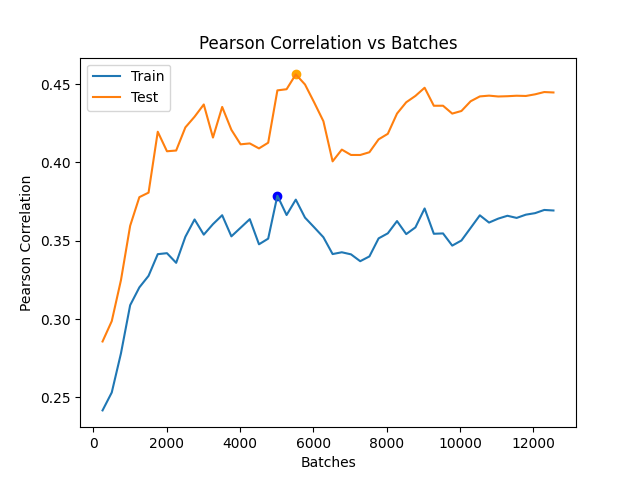 Pearson Correlation vs Batches
Train
Test
0.45
0.40
0.35
0.30
0.25
Pearson Correlation
0 2000 4000 6000 8000 10000 12000
Batches